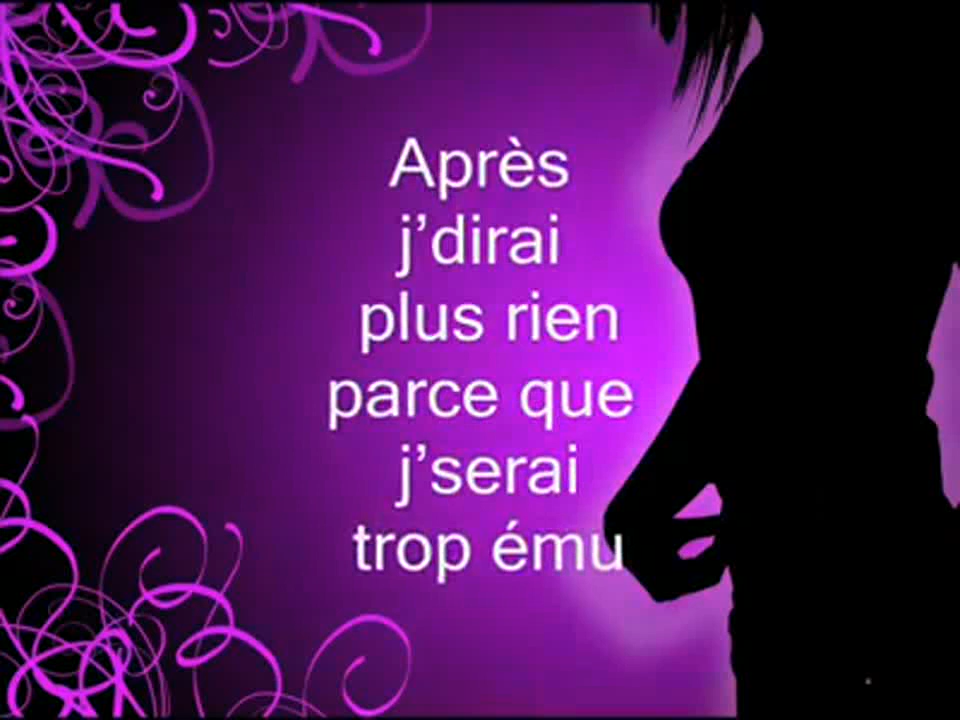 Après
j’dirai
plus rien
parce que
j’serai
trop ému